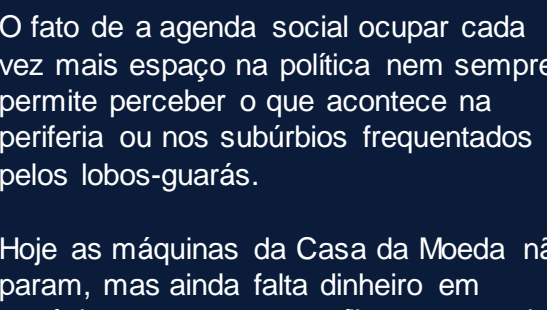 O fato de a agenda social ocupar cada
vez mais espaço na política nem sempre
permite perceber o que acontece na
periferia ou nos subúrbios frequentados
pelos lobos-guarás.
Hoje as máquinas da Casa da Moeda
param, mas ainda falta dinheiro em